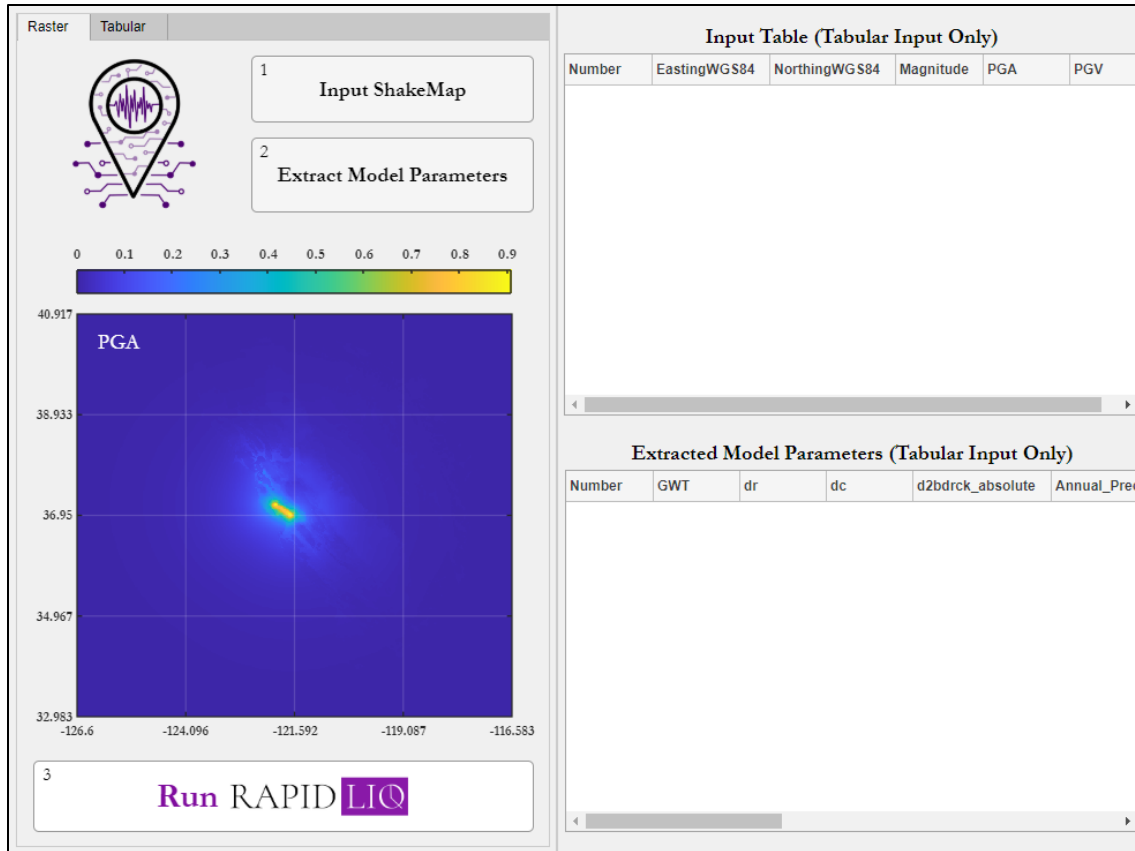 Raster Tabular
1
Input ShakeMap
2
Extract Model Parameters
0 0.1 0.2 0.3 0.4 0.5 0.6 0.7 0.8 0.9
40.917
PGA
38.933
36.95
34.967
32.983
-126.6 -124.096 -121.592 -119.087 -116.583
3
Run RAPID LIQ
Input Table (Tabular Input Only)
Number EastingWGS84 NorthingWGS84 Magnitude PGA PGV
Extracted Model Parameters (Tabular Input Only)
Number GWT dr dc d2bdrck_absolute Annual_Prec